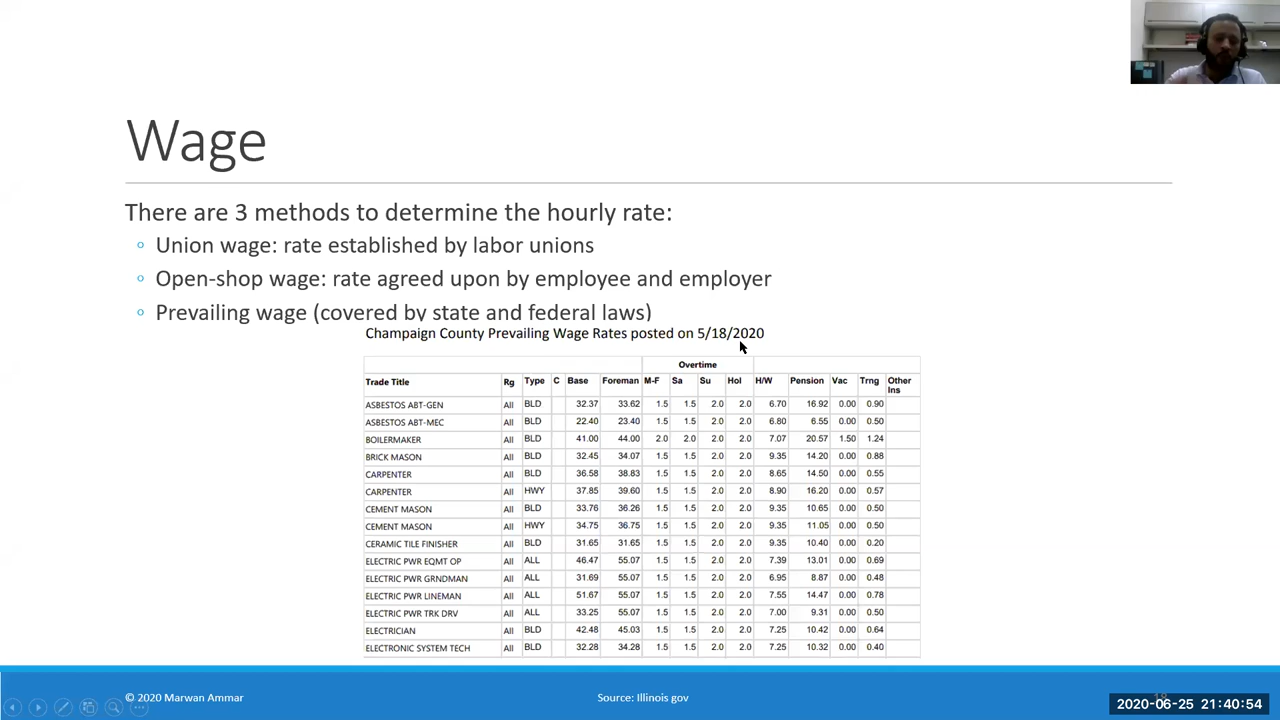 Wage
There are 3 methods to determine the hourly rate:
Union wage: rate established by labor unions
Open-shop wage: rate agreed upon by employee and employer
Prevailing wage (covered by state and federal laws)
Champaign County Prevailing Wage Rates posted on 5/18/2020
Overtime
Trade Title Rg Type C Base Foreman M-F Sa Su Hol H/W Pension Vac Trng Other Ins
ASBESTOS ABT-GEN All BLD 32.37 33.62 1.5 1.5 2.0 2.0 6.70 16.92 0.00 0.90
ASBESTOS ABT-MEC All BLD 22.40 23.40 1.5 1.5 2.0 2.0 6.80 6.55 0.00 0.50
BOILERMAKER All BLD 41.00 44.00 2.0 2.0 2.0 2.0 7.07 20.57 1.50 1.24
BRICK MASON All BLD 32.45 34.07 1.5 1.5 2.0 2.0 9.35 14.20 0.00 0.88
CARPENTER All BLD 36.58 38.83 1.5 1.5 2.0 2.0 8.65 14.50 0.00 0.55
CARPENTER All HWY 37.85 39.60 1.5 1.5 2.0 2.0 8.90 16.20 0.00 0.57
CEMENT MASON All BLD 33.76 36.26 1.5 1.5 2.0 2.0 9.35 10.65 0.00 0.50
CEMENT MASON All HWY 34.75 36.75 1.5 1.5 2.0 2.0 9.35 11.05 0.00 0.50
CERAMIC TILE FINISHER All BLD 31.65 31.65 1.5 1.5 2.0 2.0 9.35 10.40 0.00 0.20
ELECTRIC PWR EQMT OP All ALL 46.47 55.07 1.5 1.5 2.0 2.0 7.39 13.01 0.00 0.69
ELECTRIC PWR GRNDMAN All ALL 31.69 55.07 1.5 1.5 2.0 2.0 6.95 8.87 0.00 0.48
ELECTRIC PWR LINEMAN All ALL 51.67 55.07 1.5 1.5 2.0 2.0 7.55 14.47 0.00 0.78
ELECTRIC PWR TRK DRV All ALL 33.25 55.07 1.5 1.5 2.0 2.0 7.00 9.31 0.00 0.50
ELECTRICIAN All BLD 42.48 45.03 1.5 1.5 2.0 2.0 7.25 10.42 0.00 0.64
ELECTRONIC SYSTEM TECH All BLD 32.28 34.28 1.5 1.5 2.0 2.0 7.25 10.32 0.00 0.40
© 2020 Marwan Ammar
Source: Illinois gov
2020-06-25 21:40:54